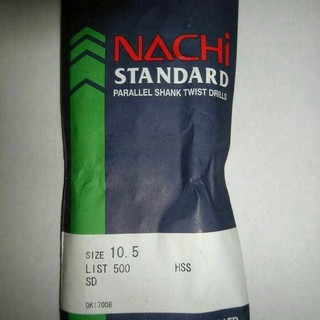 NACHi
STANDARD
PARALLEL SHANK TWIST DRILLS
SIZE 10.5
LIST 500 HSS
SD